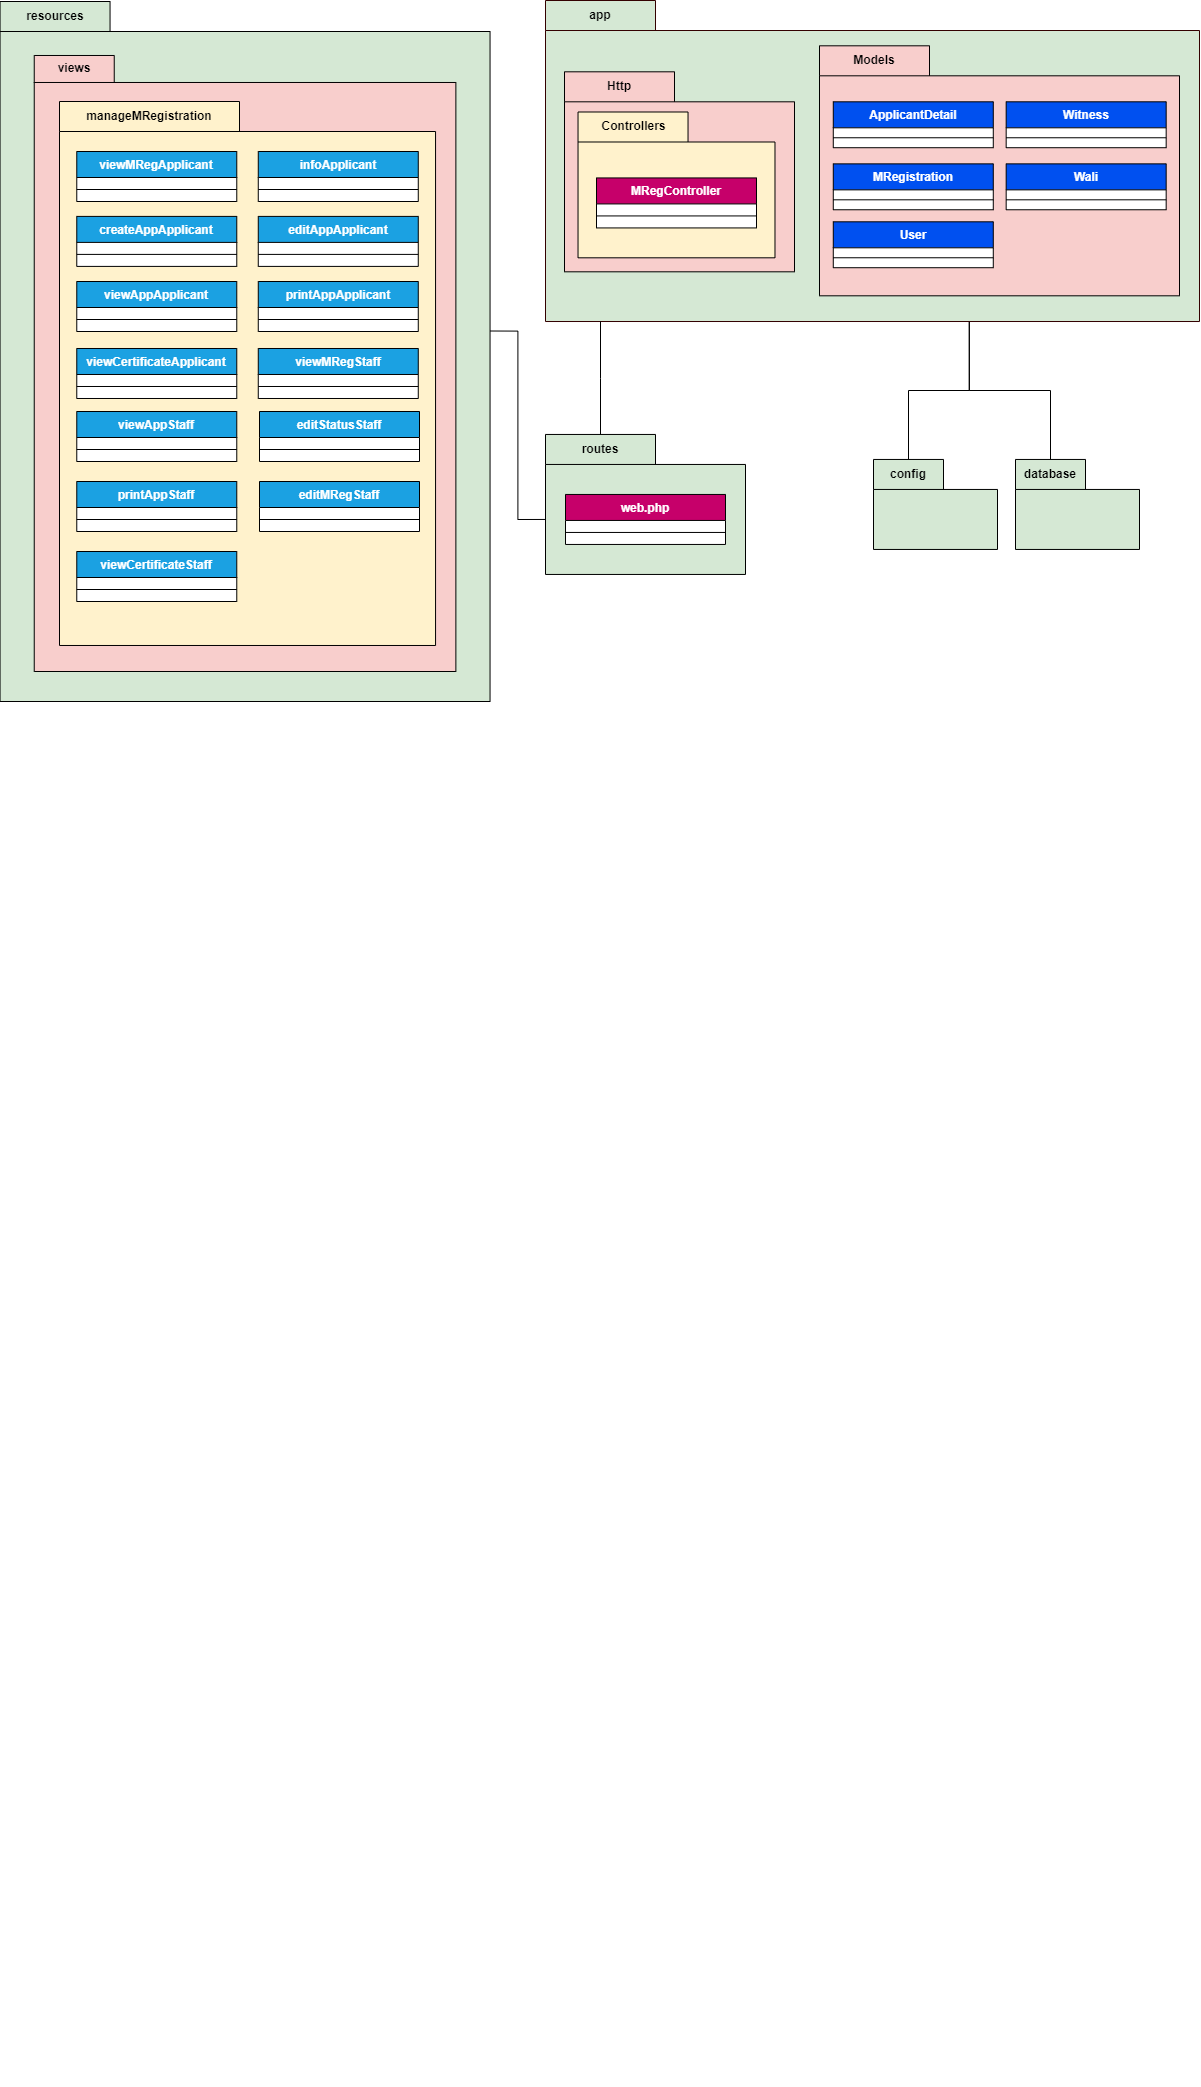 resources
views
manageMRegistration
viewMRegApplicant
infoApplicant
createAppApplicant
editAppApplicant
viewAppApplicant
printAppApplicant
viewCertificateApplicant
viewMRegStaff
viewAppStaff
editStatusStaff
printAppStaff
editMRegStaff
viewCertificateStaff
app
Http
Controllers
MRegController
Models
ApplicantDetail
Witness
MRegistration
Wali
User
routes
web.php
config
database